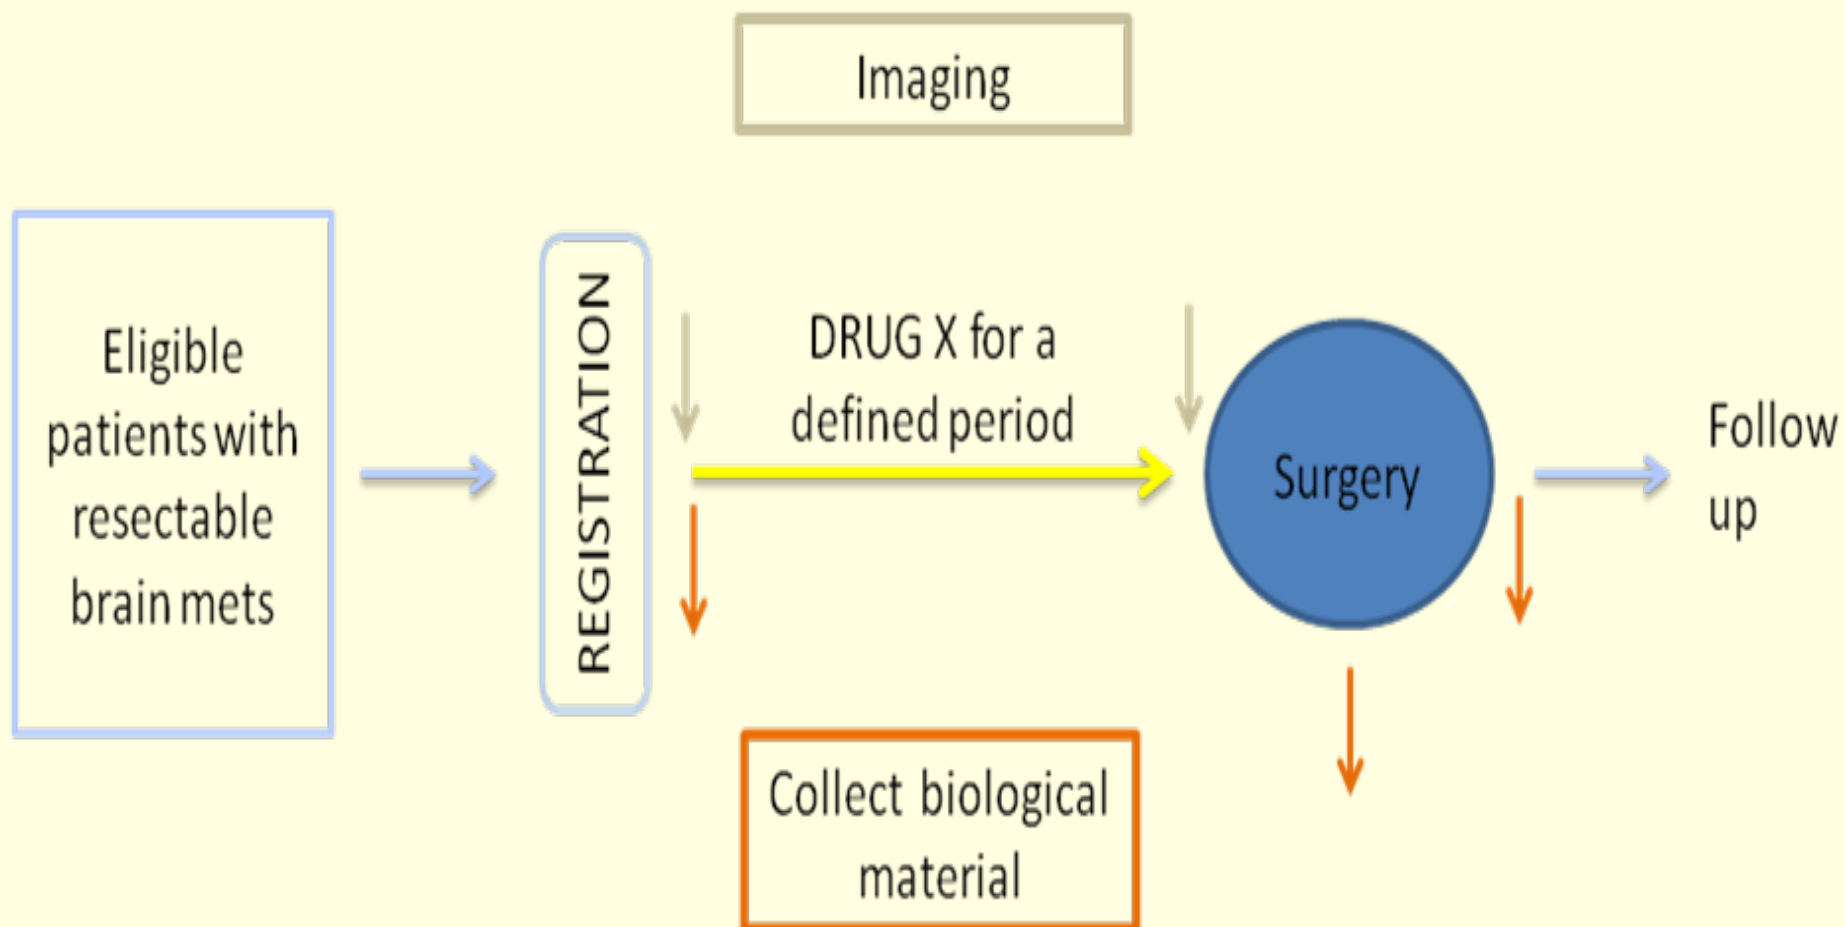 Imaging
Eligible
patients with
resectable
brain mets
REGISTRATION
DRUG X for a
defined period
Surgery
Follow
up
Collect biological
material